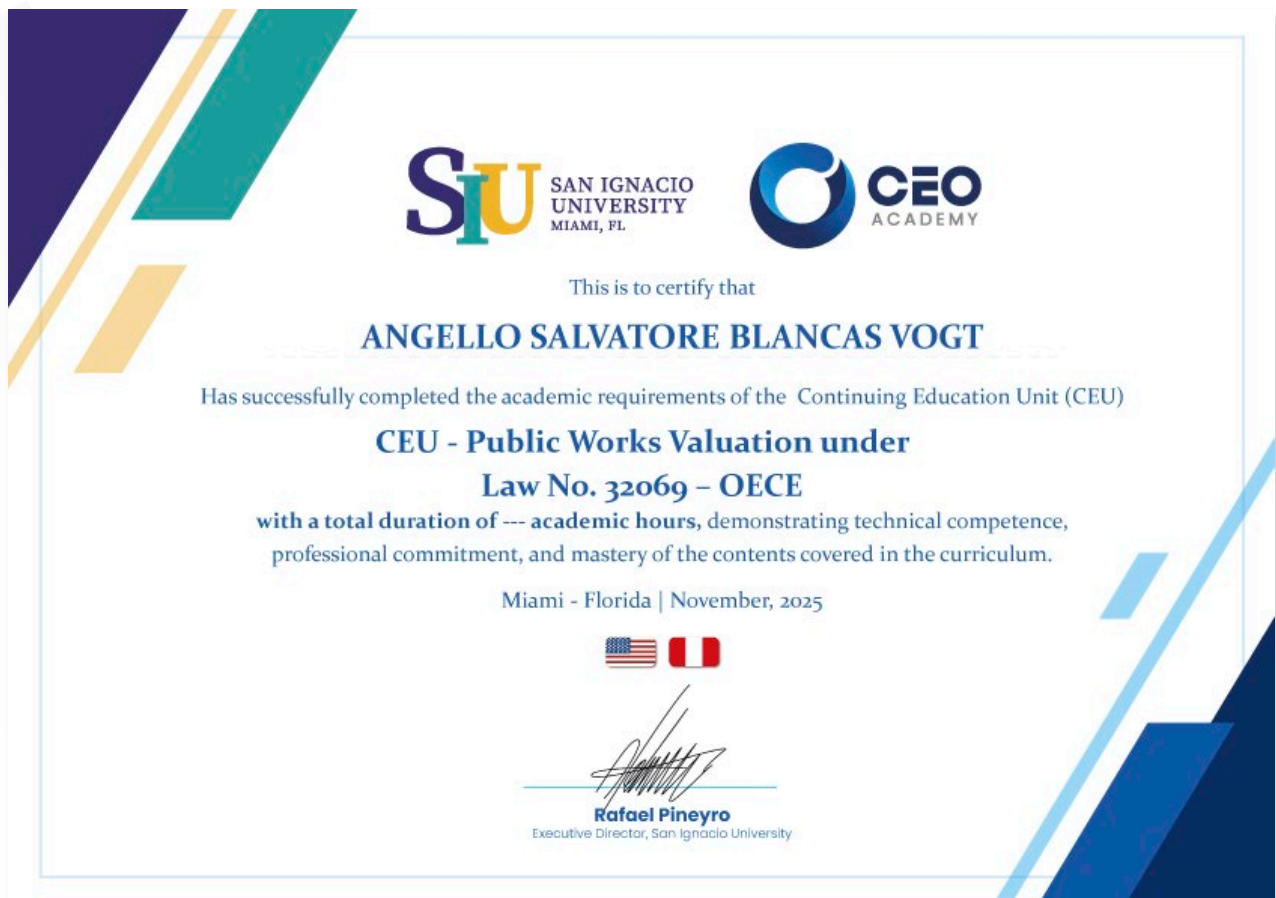 SIU SAN IGNACIO
UNIVERSITY
MIAMI, FL
CEO
ACADEMY
This is to certify that
ANGELLO SALVATORE BLANCAS VOGT
Has successfully completed the academic requirements of the Continuing Education Unit (CEU)
CEU - Public Works Valuation under
Law No. 32069 – OECE
with a total duration of --- academic hours, demonstrating technical competence,
professional commitment, and mastery of the contents covered in the curriculum.
Miami - Florida | November, 2025
Rafael Pineyro
Executive Director, San Ignacio University